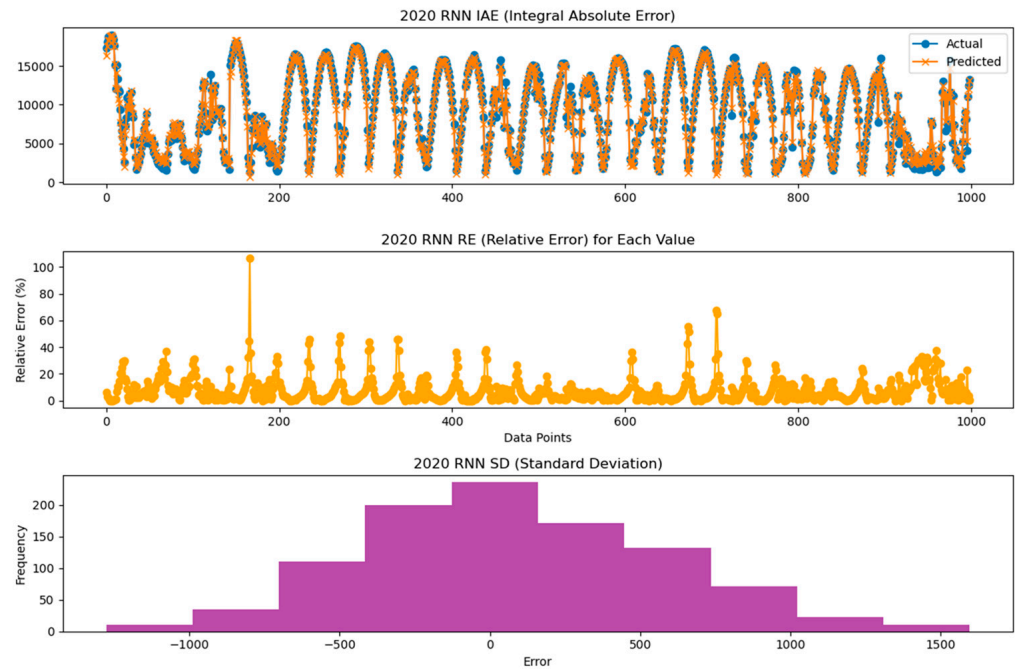 2020 RNN IAE (Integral Absolute Error)
Actual
Predicted
15000
10000
5000
0
0 200 400 600 800 1000
2020 RNN RE (Relative Error) for Each Value
Relative Error (%)
100
80
60
40
20
0
0 200 400 600 800 1000
Data Points
2020 RNN SD (Standard Deviation)
Frequency
200
150
100
50
0
−1000 −500 0 500 1000 1500
Error